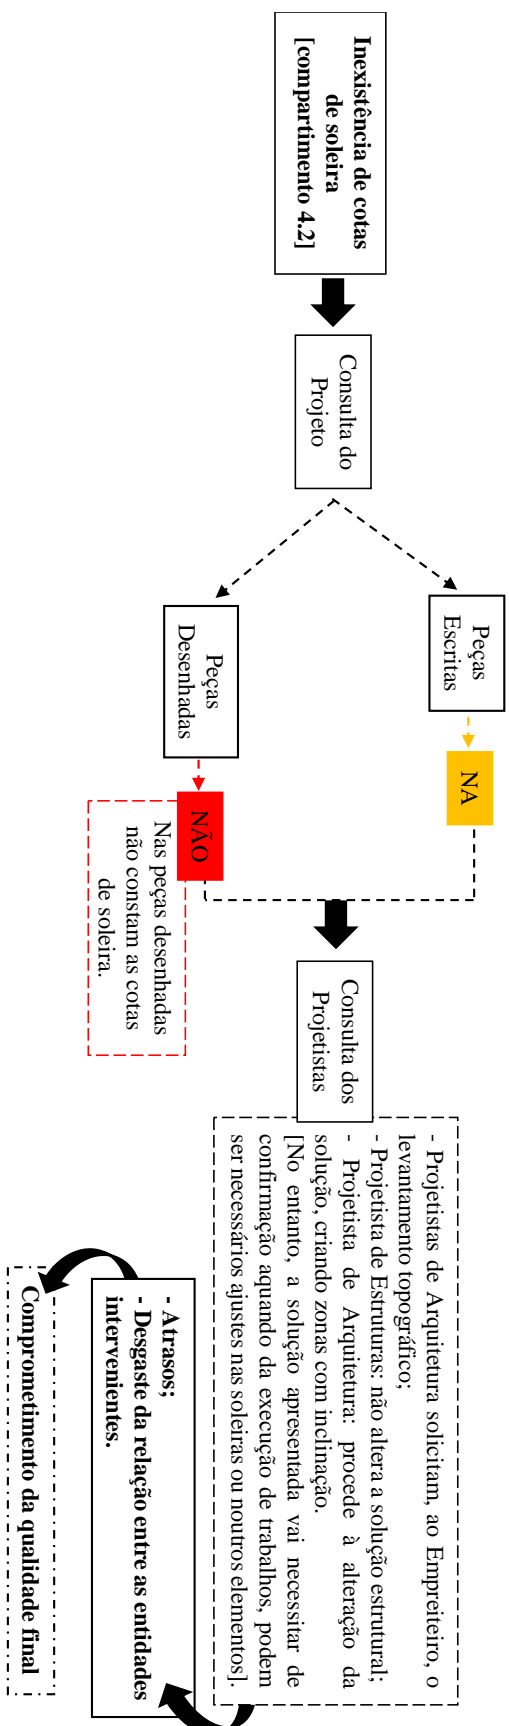 Inexistência de cotas
de soleira
[compartimento 4.2]
Consulta do
Projeto
Peças
Escritas
NA
Peças
Desenhadas
NÃO
Nas peças desenhadas
não constam as cotas
de soleira.
Consulta dos
Projetistas
- Projetistas de Arquitetura solicitam, ao Empreiteiro, o
levantamento topográfico;
- Projetista de Estruturas: não altera a solução estrutural;
- Projetista de Arquitetura: procede à alteração da
solução, criando zonas com inclinação.
[No entanto, a solução apresentada vai necessitar de
confirmação aquando da execução de trabalhos, podem
ser necessários ajustes nas soleiras ou noutros elementos].
- Atrasos;
- Desgaste da relação entre as entidades
intervenientes.
Comprometimento da qualidade final